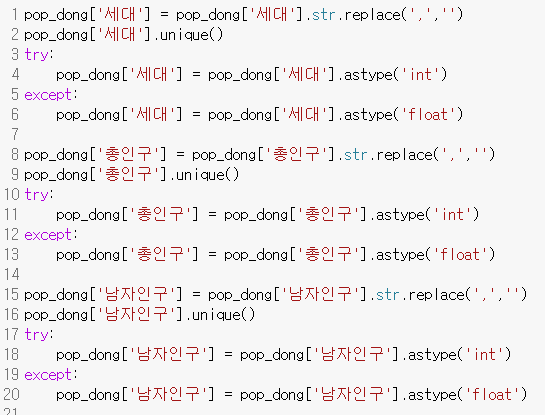 1 pop_dong['세대'] = pop_dong['세대'].str.replace(',','')
2 pop_dong['세대'].unique()
3 try:
4     pop_dong['세대'] = pop_dong['세대'].astype('int')
5 except:
6     pop_dong['세대'] = pop_dong['세대'].astype('float')
7
8 pop_dong['총인구'] = pop_dong['총인구'].str.replace(',','')
9 pop_dong['총인구'].unique()
10 try:
11     pop_dong['총인구'] = pop_dong['총인구'].astype('int')
12 except:
13     pop_dong['총인구'] = pop_dong['총인구'].astype('float')
14
15 pop_dong['남자인구'] = pop_dong['남자인구'].str.replace(',','')
16 pop_dong['남자인구'].unique()
17 try:
18     pop_dong['남자인구'] = pop_dong['남자인구'].astype('int')
19 except:
20     pop_dong['남자인구'] = pop_dong['남자인구'].astype('float')
21